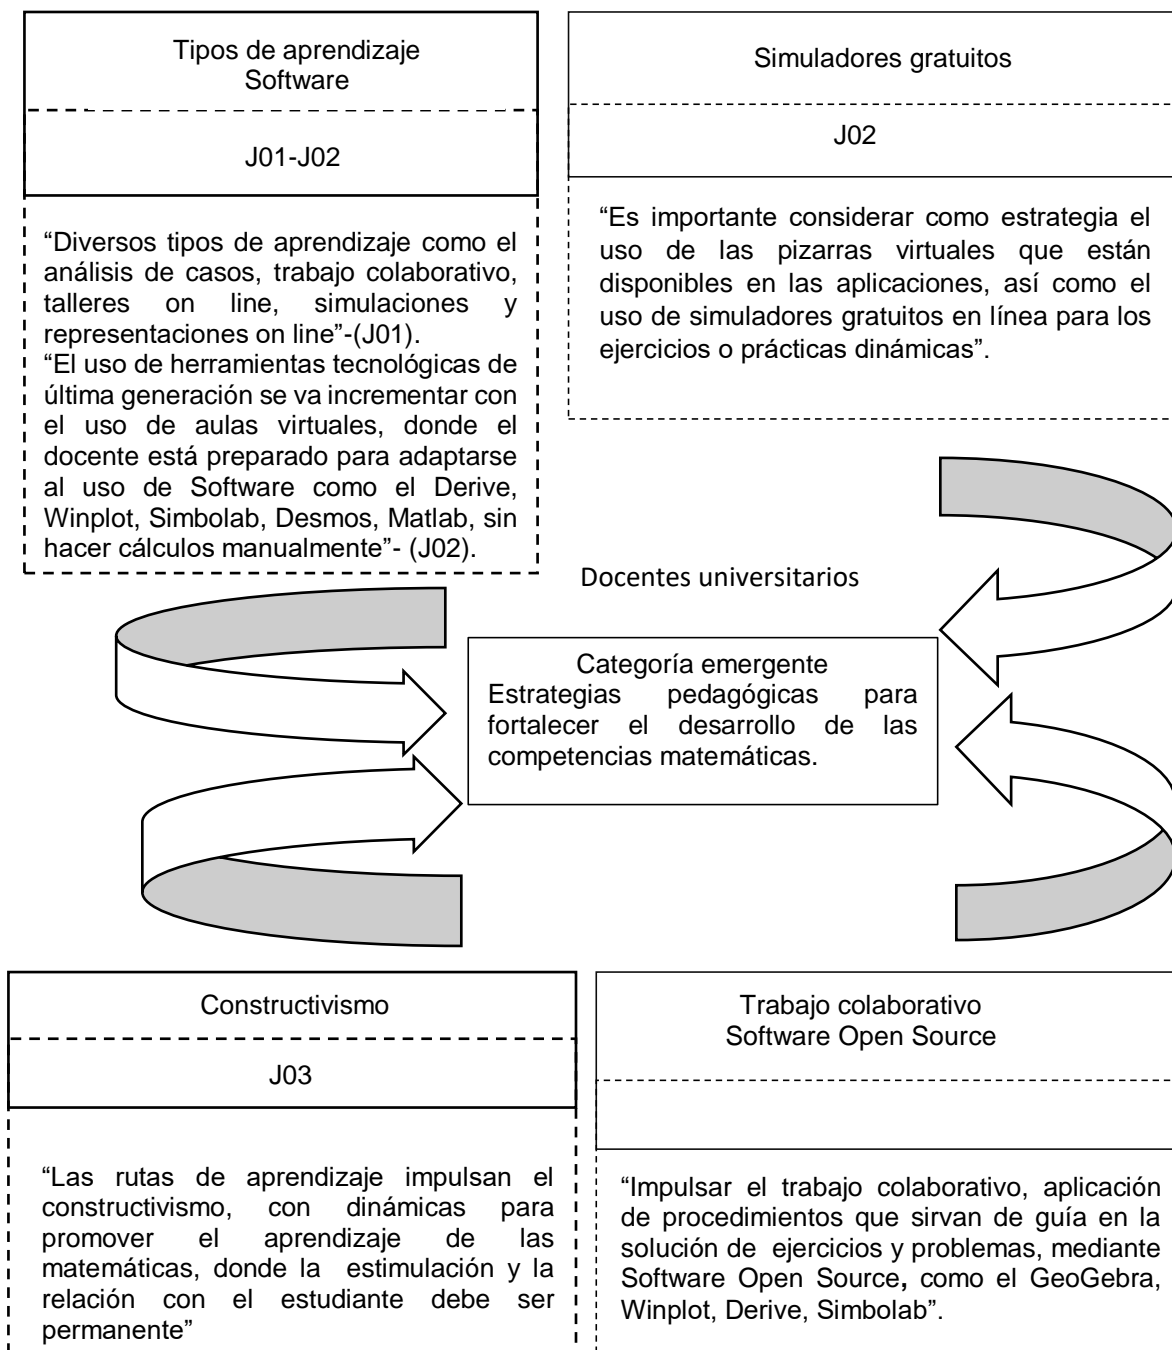 Tipos de aprendizaje
Software
J01-J02
“Diversos tipos de aprendizaje como el
análisis de casos, trabajo colaborativo,
talleres on line, simulaciones y
representaciones on line”-(J01).
“El uso de herramientas tecnológicas de
última generación se va incrementar con
el uso de aulas virtuales, donde el
docente está preparado para adaptarse
al uso de Software como el Derive,
Winplot, Simbolab, Desmos, Matlab, sin
hacer cálculos manualmente”- (J02).
Simuladores gratuitos
J02
“Es importante considerar como estrategia el
uso de las pizarras virtuales que están
disponibles en las aplicaciones, así como el
uso de simuladores gratuitos en línea para los
ejercicios o prácticas dinámicas”.
Docentes universitarios
Categoría emergente
Estrategias pedagógicas para
fortalecer el desarrollo de las
competencias matemáticas.
Constructivismo
J03
“Las rutas de aprendizaje impulsan el
constructivismo, con dinámicas para
promover el aprendizaje de las
matemáticas, donde la estimulación y la
relación con el estudiante debe ser
permanente”
Trabajo colaborativo
Software Open Source
“Impulsar el trabajo colaborativo, aplicación
de procedimientos que sirvan de guía en la
solución de ejercicios y problemas, mediante
Software Open Source, como el GeoGebra,
Winplot, Derive, Simbolab”.